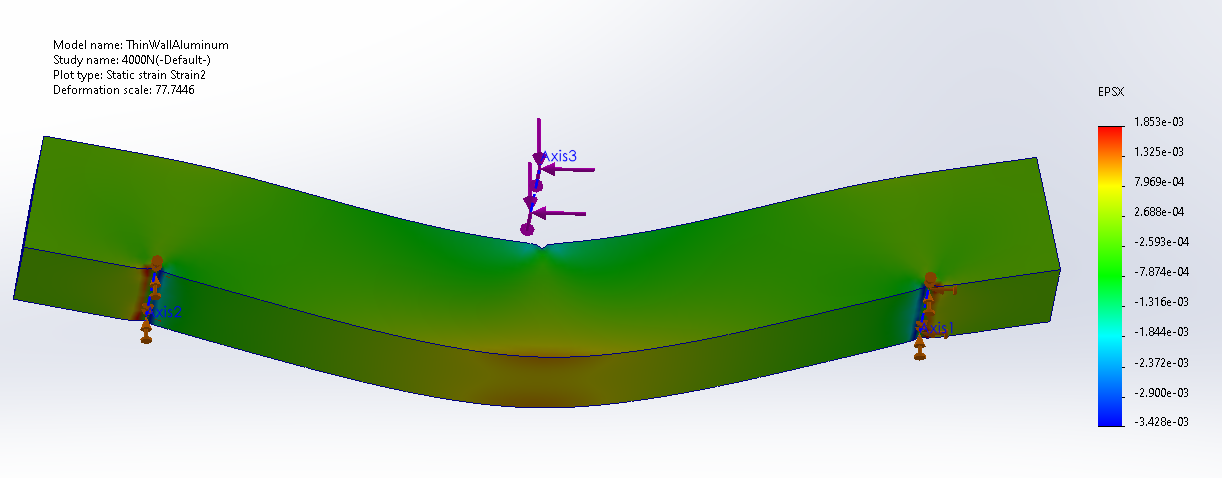 Model name: ThinWallAluminum
Study name: 4000N(-Default-)
Plot type: Static strain Strain2
Deformation scale: 77.7446
EPSX
1.853e-03
1.325e-03
7.969e-04
2.688e-04
-2.593e-04
-7.874e-04
-1.316e-03
-1.844e-03
-2.372e-03
-2.900e-03
-3.428e-03
Axis3
Axis2
Axis1